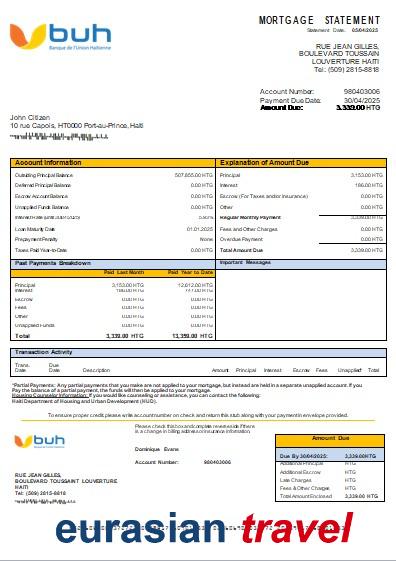 buh
Banque de l'Union Haïtienne
MORTGAGE STATEMENT
Statement Date: 05/04/2025
RUE JEAN GILLES,
BOULEVARD TOUSSAIN
LOUVERTURE HAITI
Tel: (509) 2815-8818
Account Number: 980403006
Payment Due Date: 30/04/2025
Amount Due: 3,339.00 HTG
John Citizen
10 rue Capois, HT0000 Port-au-Prince, Haiti
Account Information
Outsding Principal Balance 507,855.00 HTG
Deferred Principal Balance 0.00 HTG
Escrow Account Balance 0.00 HTG
Unapplied Funds Balance 0.00 HTG
Loan Maturity Date 01.01.2025
Prepayment Penalty None
Taxes Paid Year-to-Date 0.00 HTG
Explanation of Amount Due
Principal 3,153.00 HTG
Interest 186.00 HTG
Escrow (For Taxes and/or Insurance) 0.00 HTG
Other 0.00 HTG
Regular Monthly Payment 3,339.00 HTG
Fees and Other Charges 0.00 HTG
Overdue Payment 0.00 HTG
Total Amount Due 3,339.00 HTG
Past Payments Breakdown
Paid Last Month Paid Year to Date
Principal 3,153.00 HTG 12,612.00 HTG
Interest 186.00 HTG
Escrow 0.00 HTG 0.00 HTG
Fees 0.00 HTG 0.00 HTG
Other 0.00 HTG 0.00 HTG
Unapplied Funds 0.00 HTG 0.00 HTG
Total 3,339.00 HTG 13,359.00 HTG
Important Messages
Transaction Activity
Trans. Date Due Date Description Amount Principal Interest Escrow Fees Unapplied* Total
*Partial Payments: Any partial payments that you make are not applied to your mortgage, but instead are held in a separate unapplied account. If you
Pay the balance of a partial payment, the funds will then be applied to your mortgage.
Housing Counselor Information: If you would like counseling or assistance, you can contact the following:
Haiti Department of Housing and Urban Development (HUD).
To ensure proper credit please write account number on check and return this stub along with your payment in envelope provided.
buh
Banque de l'Union Haïtienne
Please check this box and complete reverse side if there
is a change in billing address or insurance information
Dominique Evans
Account Number: 980403006
RUE JEAN GILLES,
BOULEVARD TOUSSAINT LOUVERTURE
HAITI
Tel: (509) 2815-8818
Amount Due
Due By 30/04/2025: 3,339.00HTG
Additional Principal HTG
Additional Escrow HTG
Late Charges HTG
Fees & Other Charges HTG
Total Amount Enclosed 3,339.00 HTG
eurasian travel